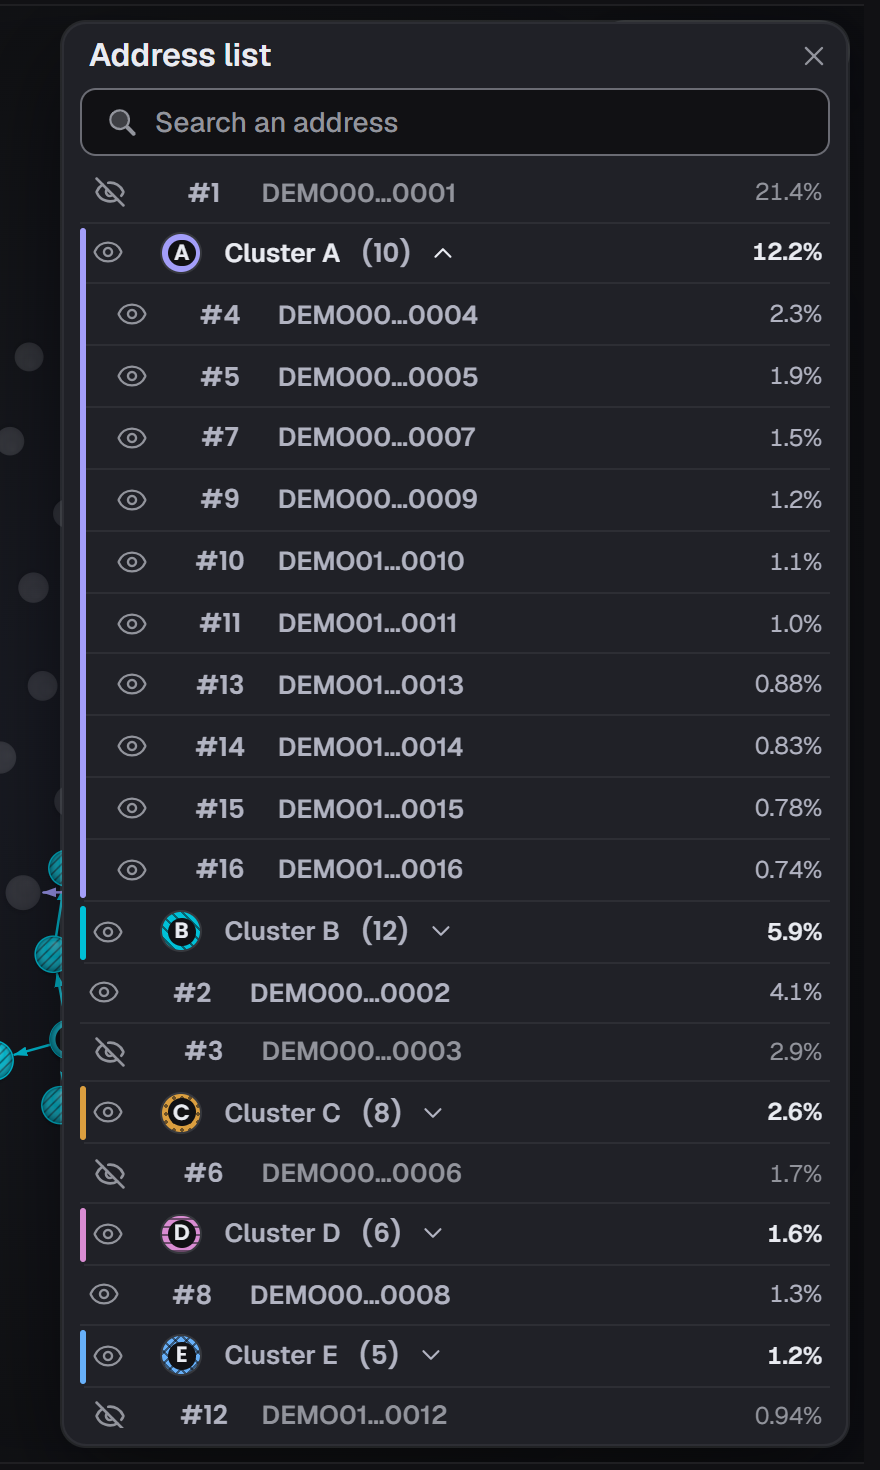 Address list
Search an address
#1 DEMO00...0001 21.4%
A Cluster A (10) 12.2%
#4 DEMO00...0004 2.3%
#5 DEMO00...0005 1.9%
#7 DEMO00...0007 1.5%
#9 DEMO00...0009 1.2%
#10 DEMO01...0010 1.1%
#11 DEMO01...0011 1.0%
#13 DEMO01...0013 0.88%
#14 DEMO01...0014 0.83%
#15 DEMO01...0015 0.78%
#16 DEMO01...0016 0.74%
B Cluster B (12) 5.9%
#2 DEMO00...0002 4.1%
#3 DEMO00...0003 2.9%
C Cluster C (8) 2.6%
#6 DEMO00...0006 1.7%
D Cluster D (6) 1.6%
#8 DEMO00...0008 1.3%
E Cluster E (5) 1.2%
#12 DEMO01...0012 0.94%